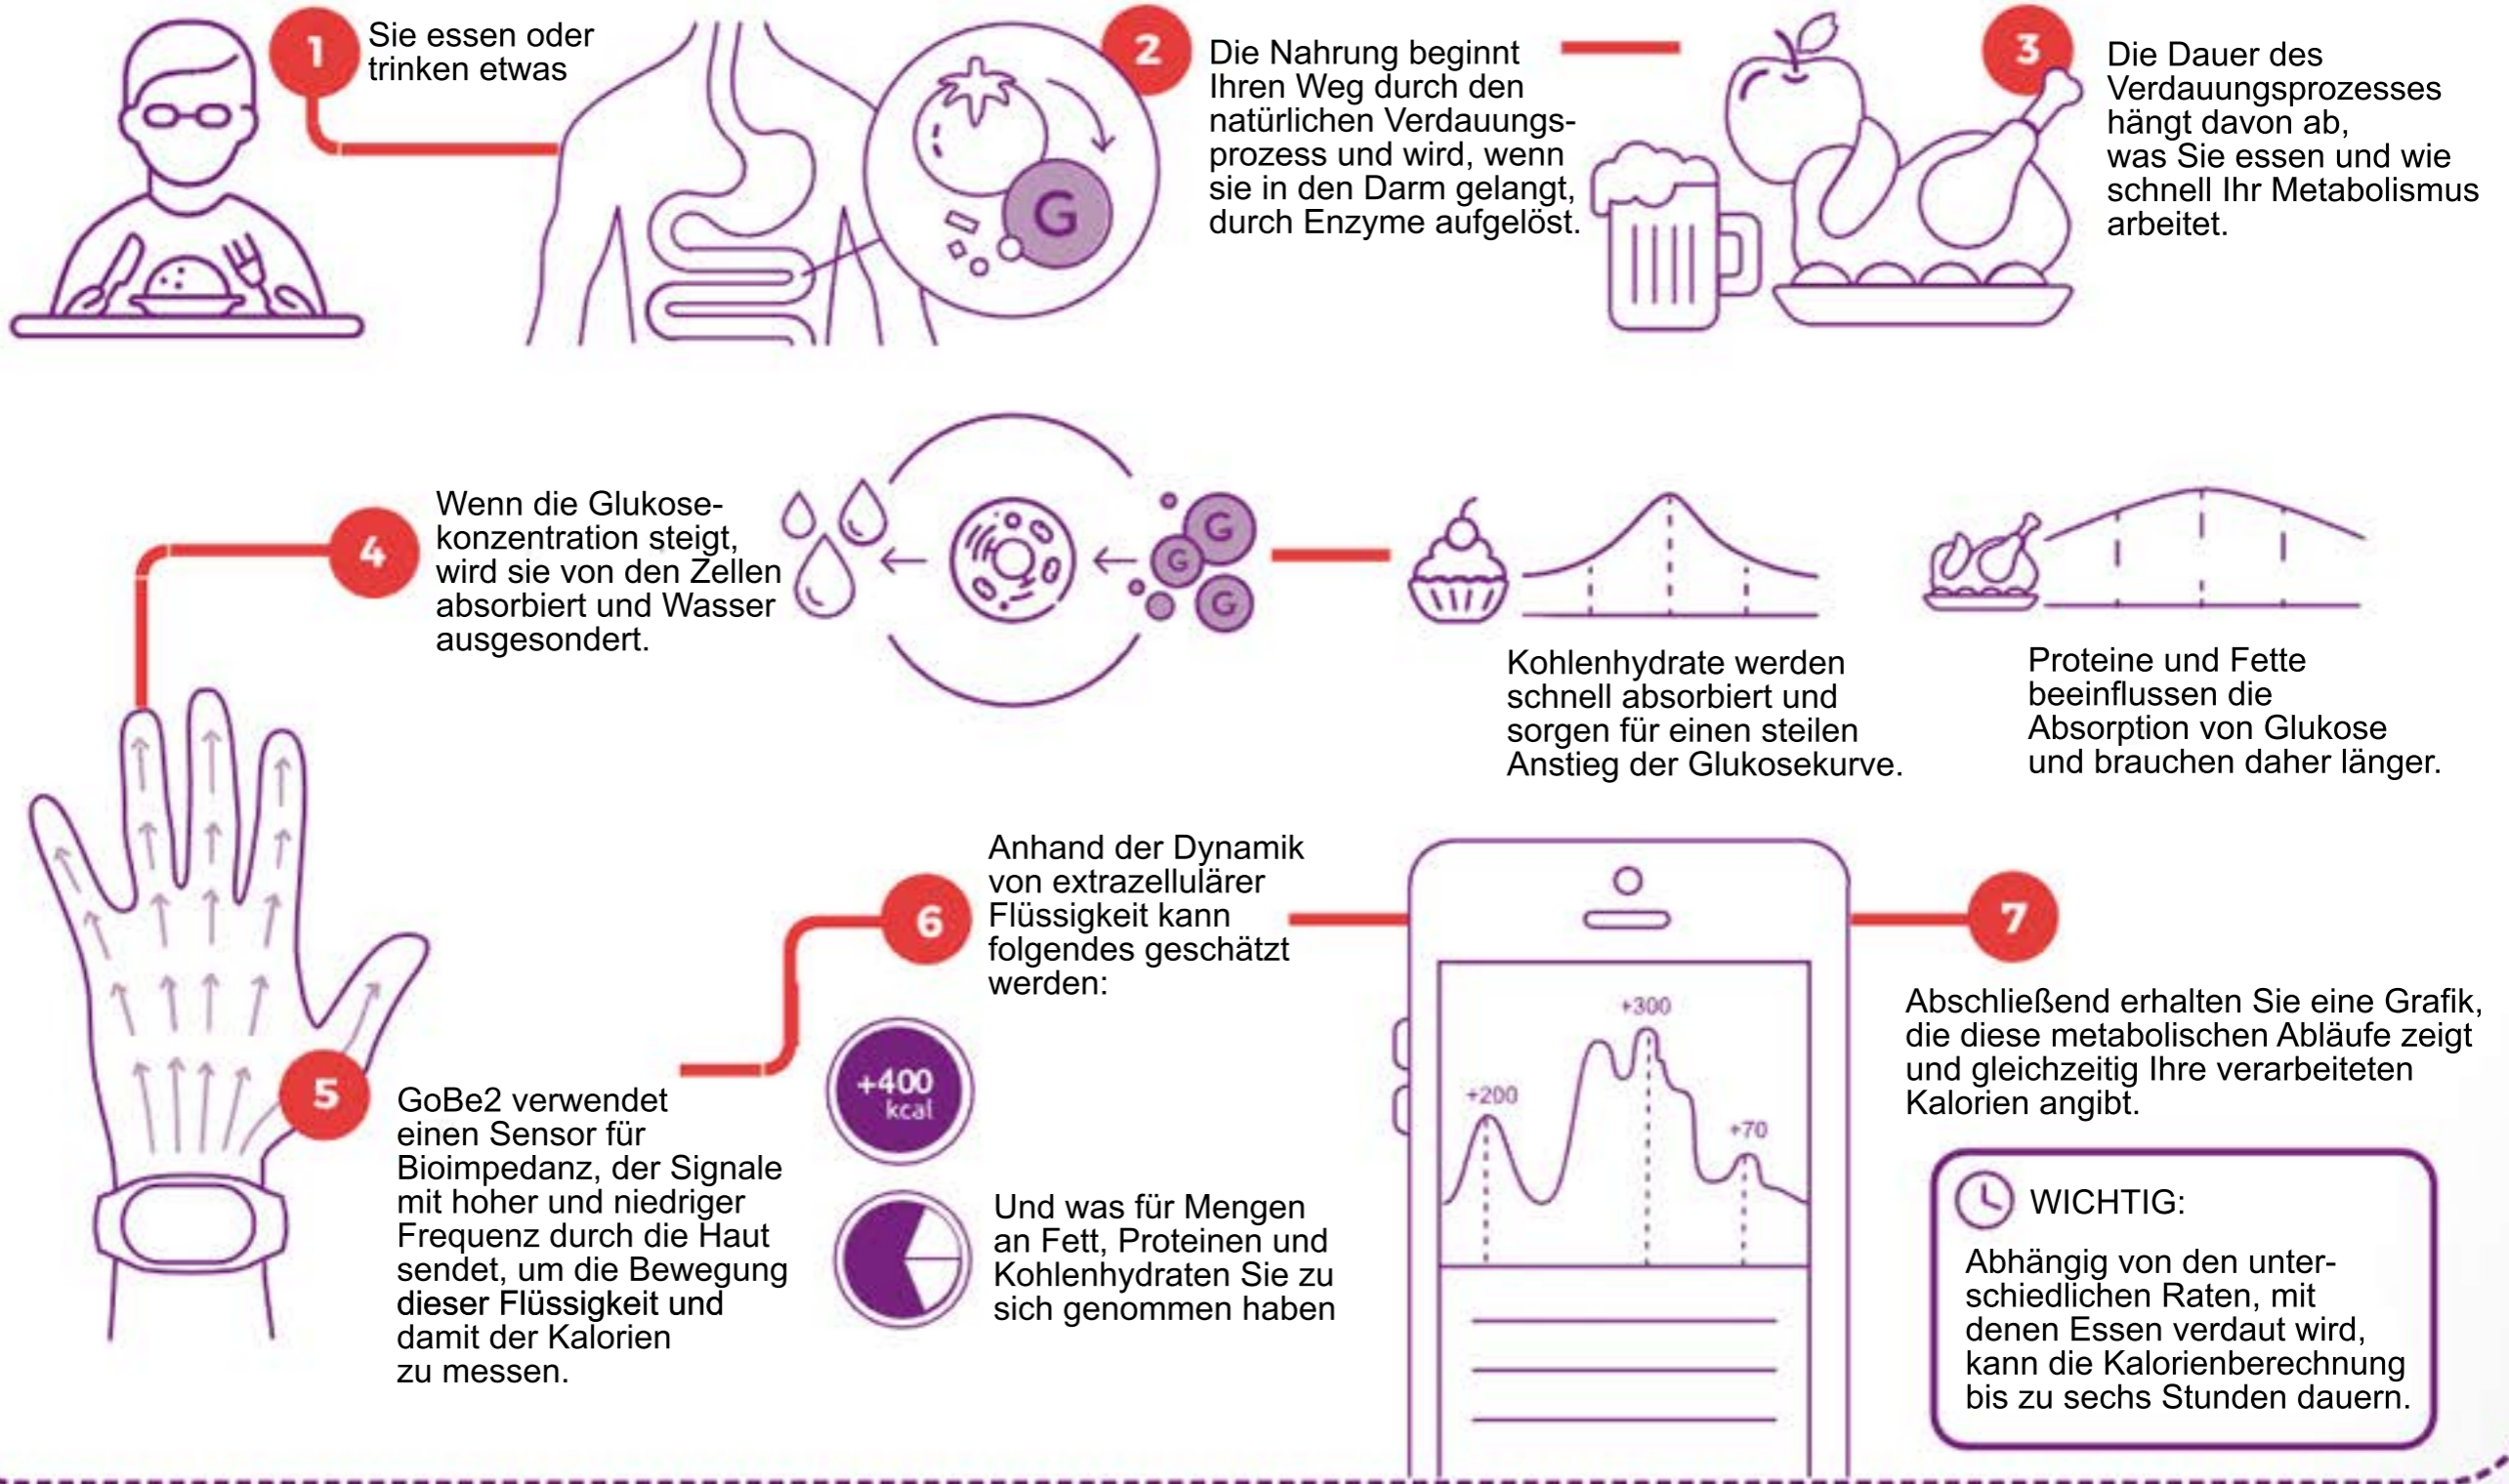 1
Sie essen oder
trinken etwas
2
Die Nahrung beginnt
Ihren Weg durch den
natürlichen Verdauungs-
prozess und wird, wenn
sie in den Darm gelangt,
durch Enzyme aufgelöst.
G
3
Die Dauer des
Verdauungsprozesses
hängt davon ab,
was Sie essen und wie
schnell Ihr Metabolismus
arbeitet.
4
Wenn die Glukose-
konzentration steigt,
wird sie von den Zellen
absorbiert und Wasser
ausgesondert.
G
G
G
Kohlenhydrate werden
schnell absorbiert und
sorgen für einen steilen
Anstieg der Glukosekurve.
Proteine und Fette
beeinflussen die
Absorption von Glukose
und brauchen daher länger.
5
GoBe2 verwendet
einen Sensor für
Bioimpedanz, der Signale
mit hoher und niedriger
Frequenz durch die Haut
sendet, um die Bewegung
dieser Flüssigkeit und
damit der Kalorien
zu messen.
6
Anhand der Dynamik
von extrazellulärer
Flüssigkeit kann
folgendes geschätzt
werden:
+400
kcal
Und was für Mengen
an Fett, Proteinen und
Kohlenhydraten Sie zu
sich genommen haben
+200
+300
+70
7
Abschließend erhalten Sie eine Grafik,
die diese metabolischen Abläufe zeigt
und gleichzeitig Ihre verarbeiteten
Kalorien angibt.
WICHTIG:
Abhängig von den unter-
schiedlichen Raten, mit
denen Essen verdaut wird,
kann die Kalorienberechnung
bis zu sechs Stunden dauern.